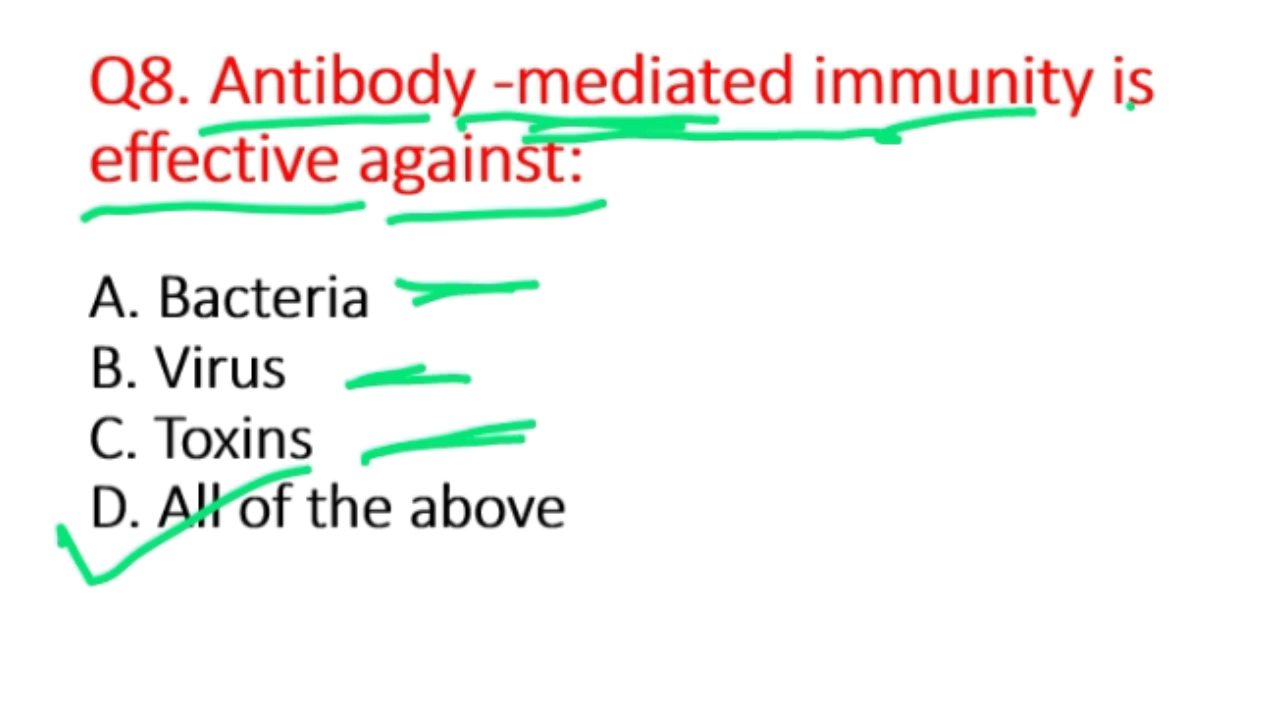 Q8. Antibody -mediated immunity is
effective against:
A. Bacteria
B. Virus
C. Toxins
D. All of the above